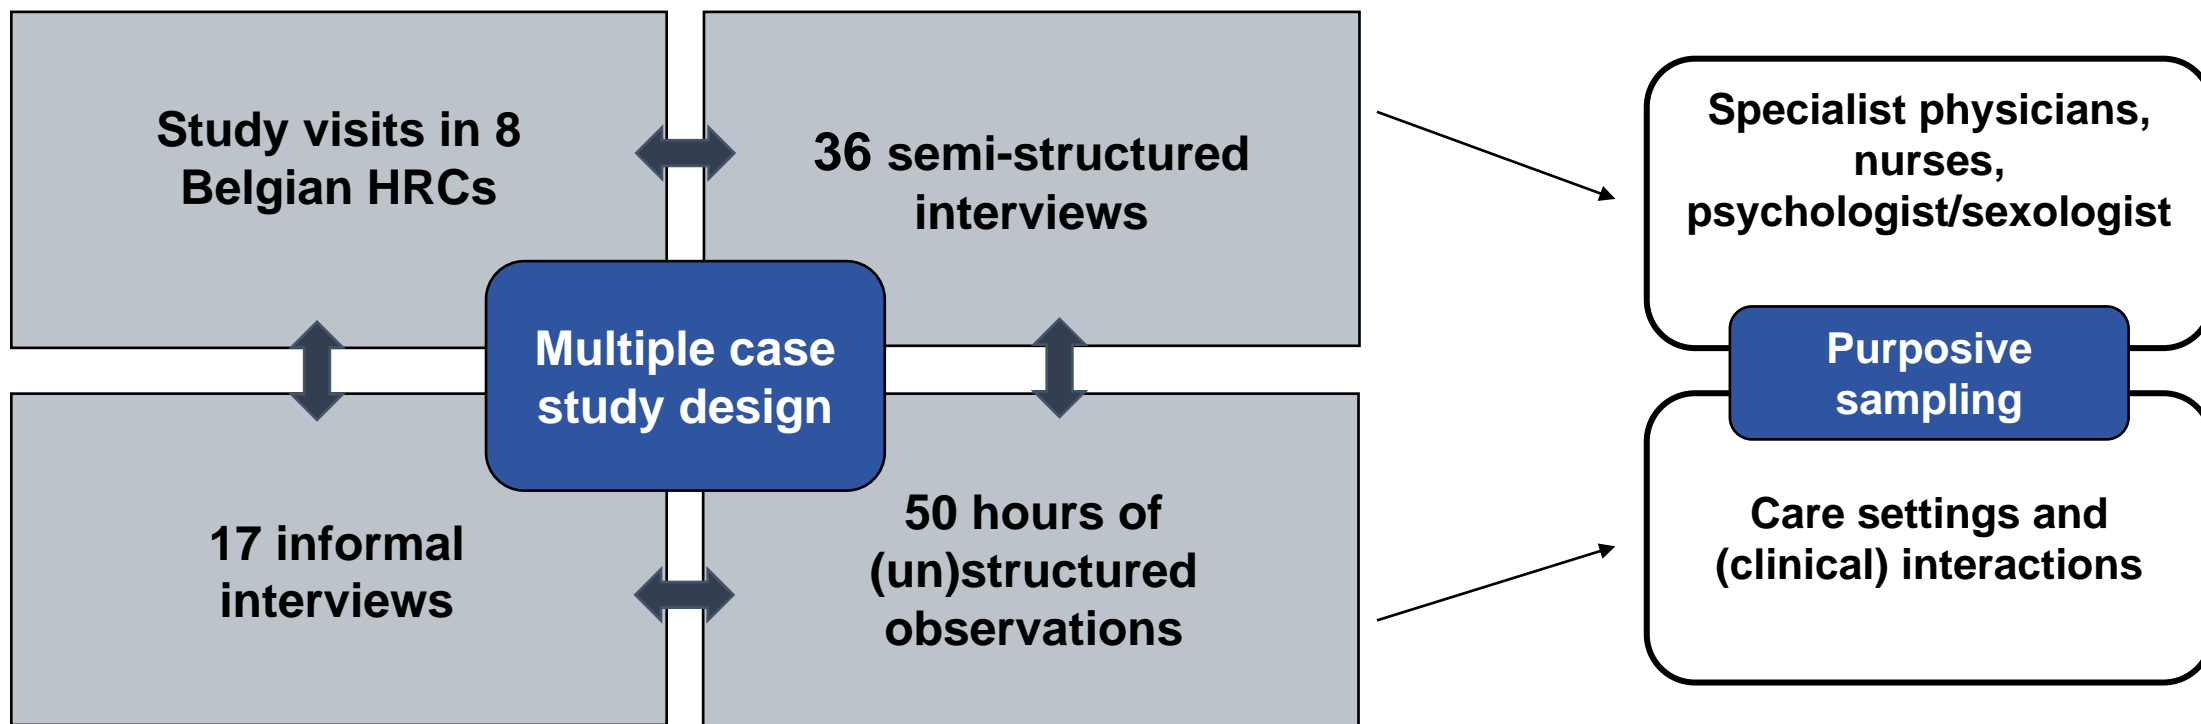 Study visits in 8
Belgian HRCs
36 semi-structured
interviews
Multiple case
study design
17 informal
interviews
50 hours of
(un)structured
observations
Specialist physicians,
nurses,
psychologist/sexologist
Purposive
sampling
Care settings and
(clinical) interactions